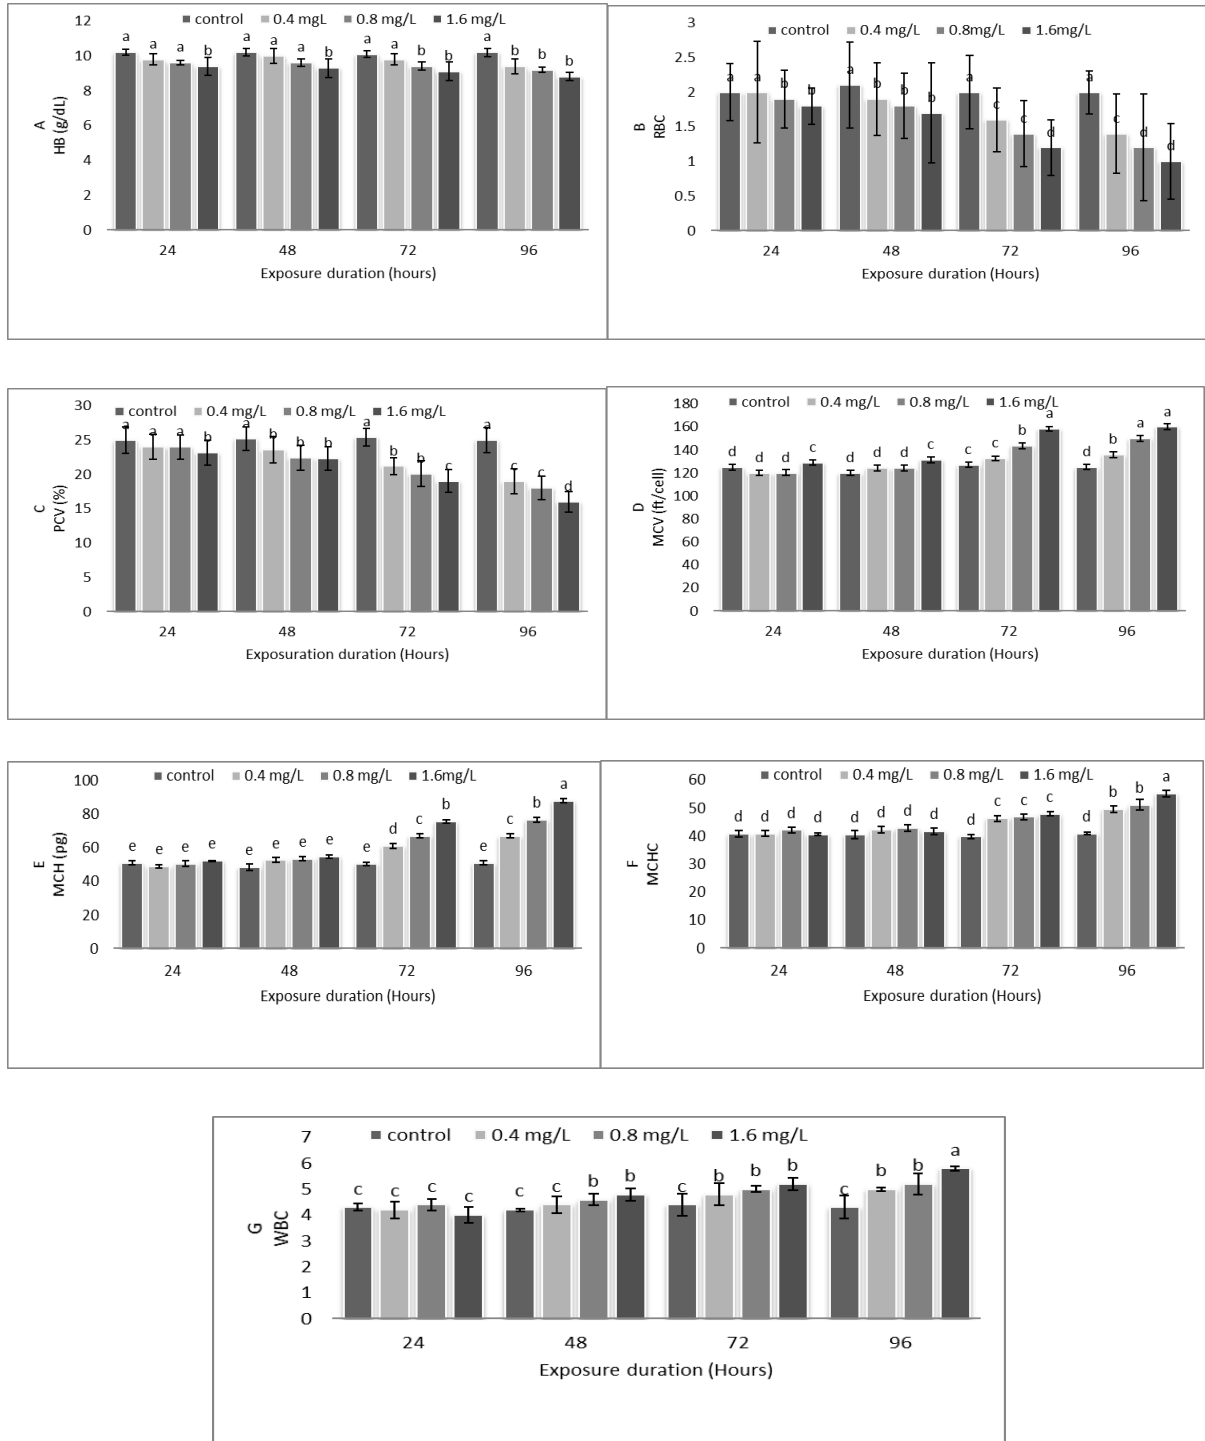 control 0.4 mgL 0.8 mg/L 1.6 mg/L
12
10
8
6
4
2
0
A
HB (g/dL)
a a a b a a a b a a b b a b b b
24 48 72 96
Exposure duration (hours)
control 0.4 mg/L 0.8mg/L 1.6mg/L
3
2.5
2
1.5
1
0.5
0
B
RBC
a a b b a b b b a c c d a c d d
24 48 72 96
Exposure duration (Hours)
control 0.4 mg/L 0.8 mg/L 1.6 mg/L
30
25
20
15
10
5
0
C
PCV (%)
a a a b a b b b a b b c a c c d
24 48 72 96
Exposuration duration (Hours)
control 0.4 mg/L 0.8 mg/L 1.6 mg/L
180
160
140
120
100
80
60
40
20
0
D
MCV (ft/cell)
d d d c d d d c c c b a d b a a
24 48 72 96
Exposure duration (Hours)
control 0.4 mg/L 0.8 mg/L 1.6mg/L
100
80
60
40
20
0
E
MCH (pg)
e e e e e e e e e d c b e c b a
24 48 72 96
Exposure duration (Hours)
control 0.4 mg/L 0.8 mg/L 1.6 mg/L
60
50
40
30
20
10
0
F
MCHC
d d d d d d d d d c c c d b b a
24 48 72 96
Exposure duration (Hours)
control 0.4 mg/L 0.8 mg/L 1.6 mg/L
7
6
5
4
3
2
1
0
G
WBC
c c c c c c b b c b b b c b b a
24 48 72 96
Exposure duration (Hours)